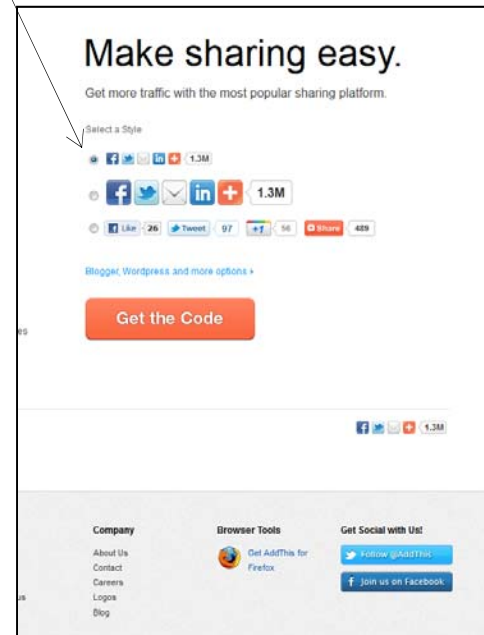 Make sharing easy.
Get more traffic with the most popular sharing platform.
Select a Style
1.3M
1.3M
Like 26 Tweet 97 +1 56 Share 489
Blogger, Wordpress and more options ›
Get the Code
es
1.3M
Company Browser Tools Get Social with Us!
About Us Get AddThis for Follow @AddThis
Contact Firefox
Careers Join us on Facebook
us Logos
Blog